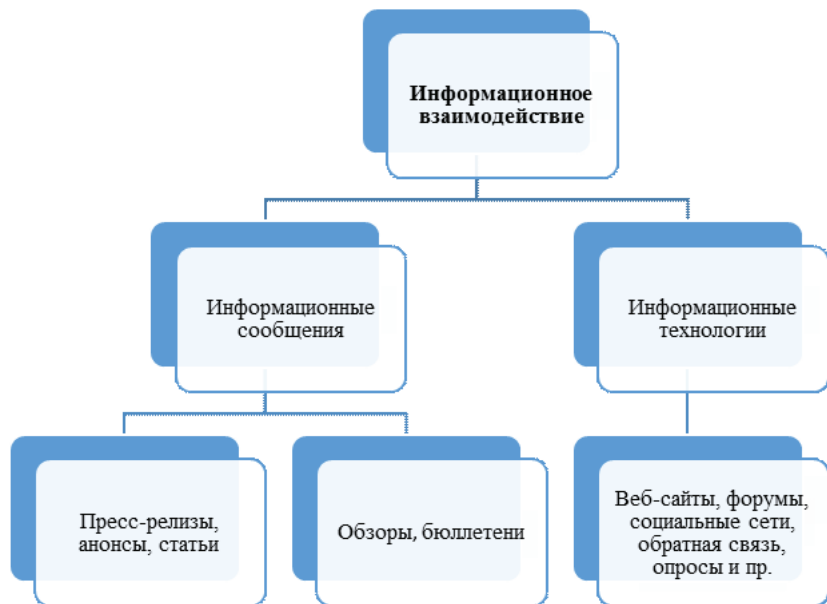 Информационное
взаимодействие
Информационные
сообщения
Информационные
технологии
Пресс-релизы,
анонсы, статьи
Обзоры, бюллетени
Веб-сайты, форумы,
социальные сети,
обратная связь,
опросы и пр.